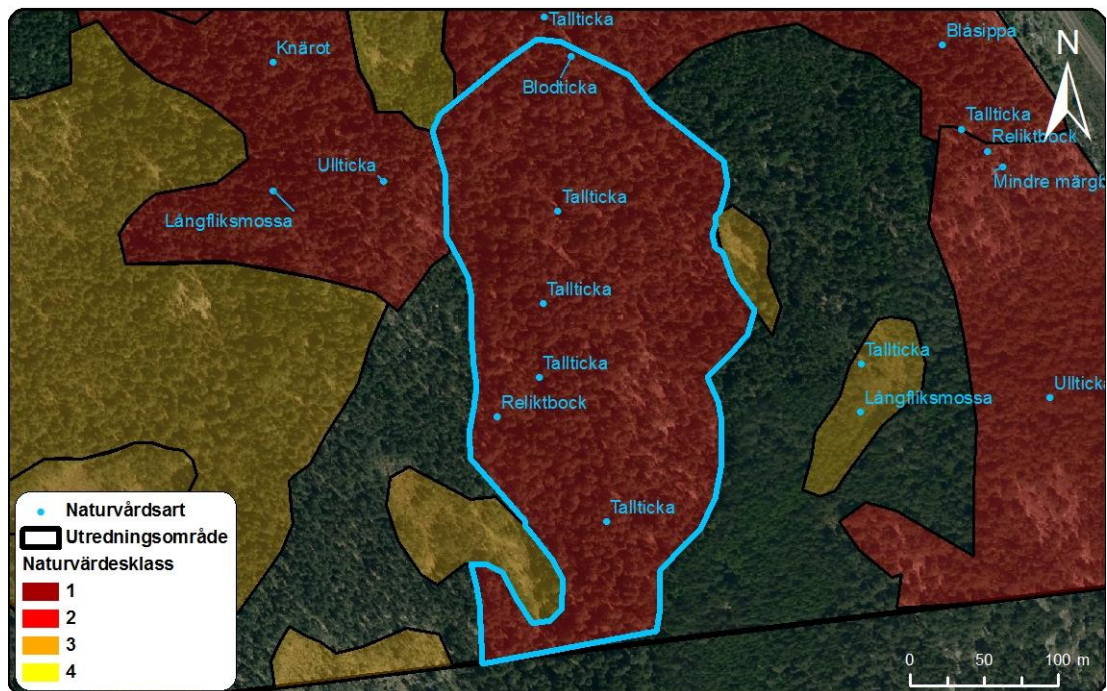 Tallticka
Knärot
Blåsippa
N
Blodticka
Tallticka
Reliktbock
Ullticka
Mindre märgb
Långfliksmossa
Tallticka
Tallticka
Tallticka
Tallticka
Ullticka
Reliktbock
Långfliksmossa
Tallticka
Naturvårdsart
Utredningsområde
Naturvärdesklass
1
2
3
4
0 50 100 m